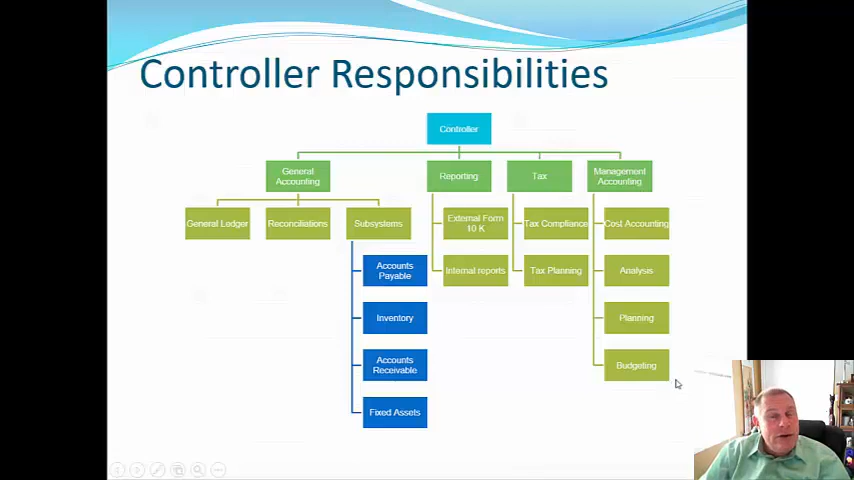 Controller Responsibilities
Controller
General
Accounting
Reporting
Tax
Management
Accounting
General Ledger
Reconciliations
Subsystems
External Form
10 K
Tax Compliance
Cost Accounting
Accounts
Payable
Internal reports
Tax Planning
Analysis
Inventory
Planning
Accounts
Receivable
Budgeting
Fixed Assets